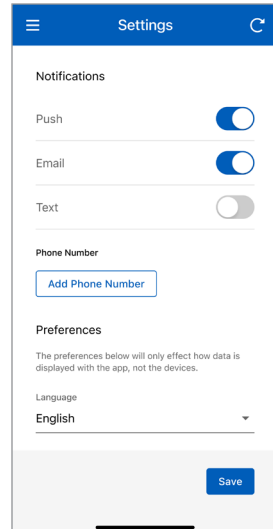 Settings
Notifications
Push
Email
Text
Phone Number
Add Phone Number
Preferences
The preferences below will only effect how data is
displayed with the app, not the devices.
Language
English
Save